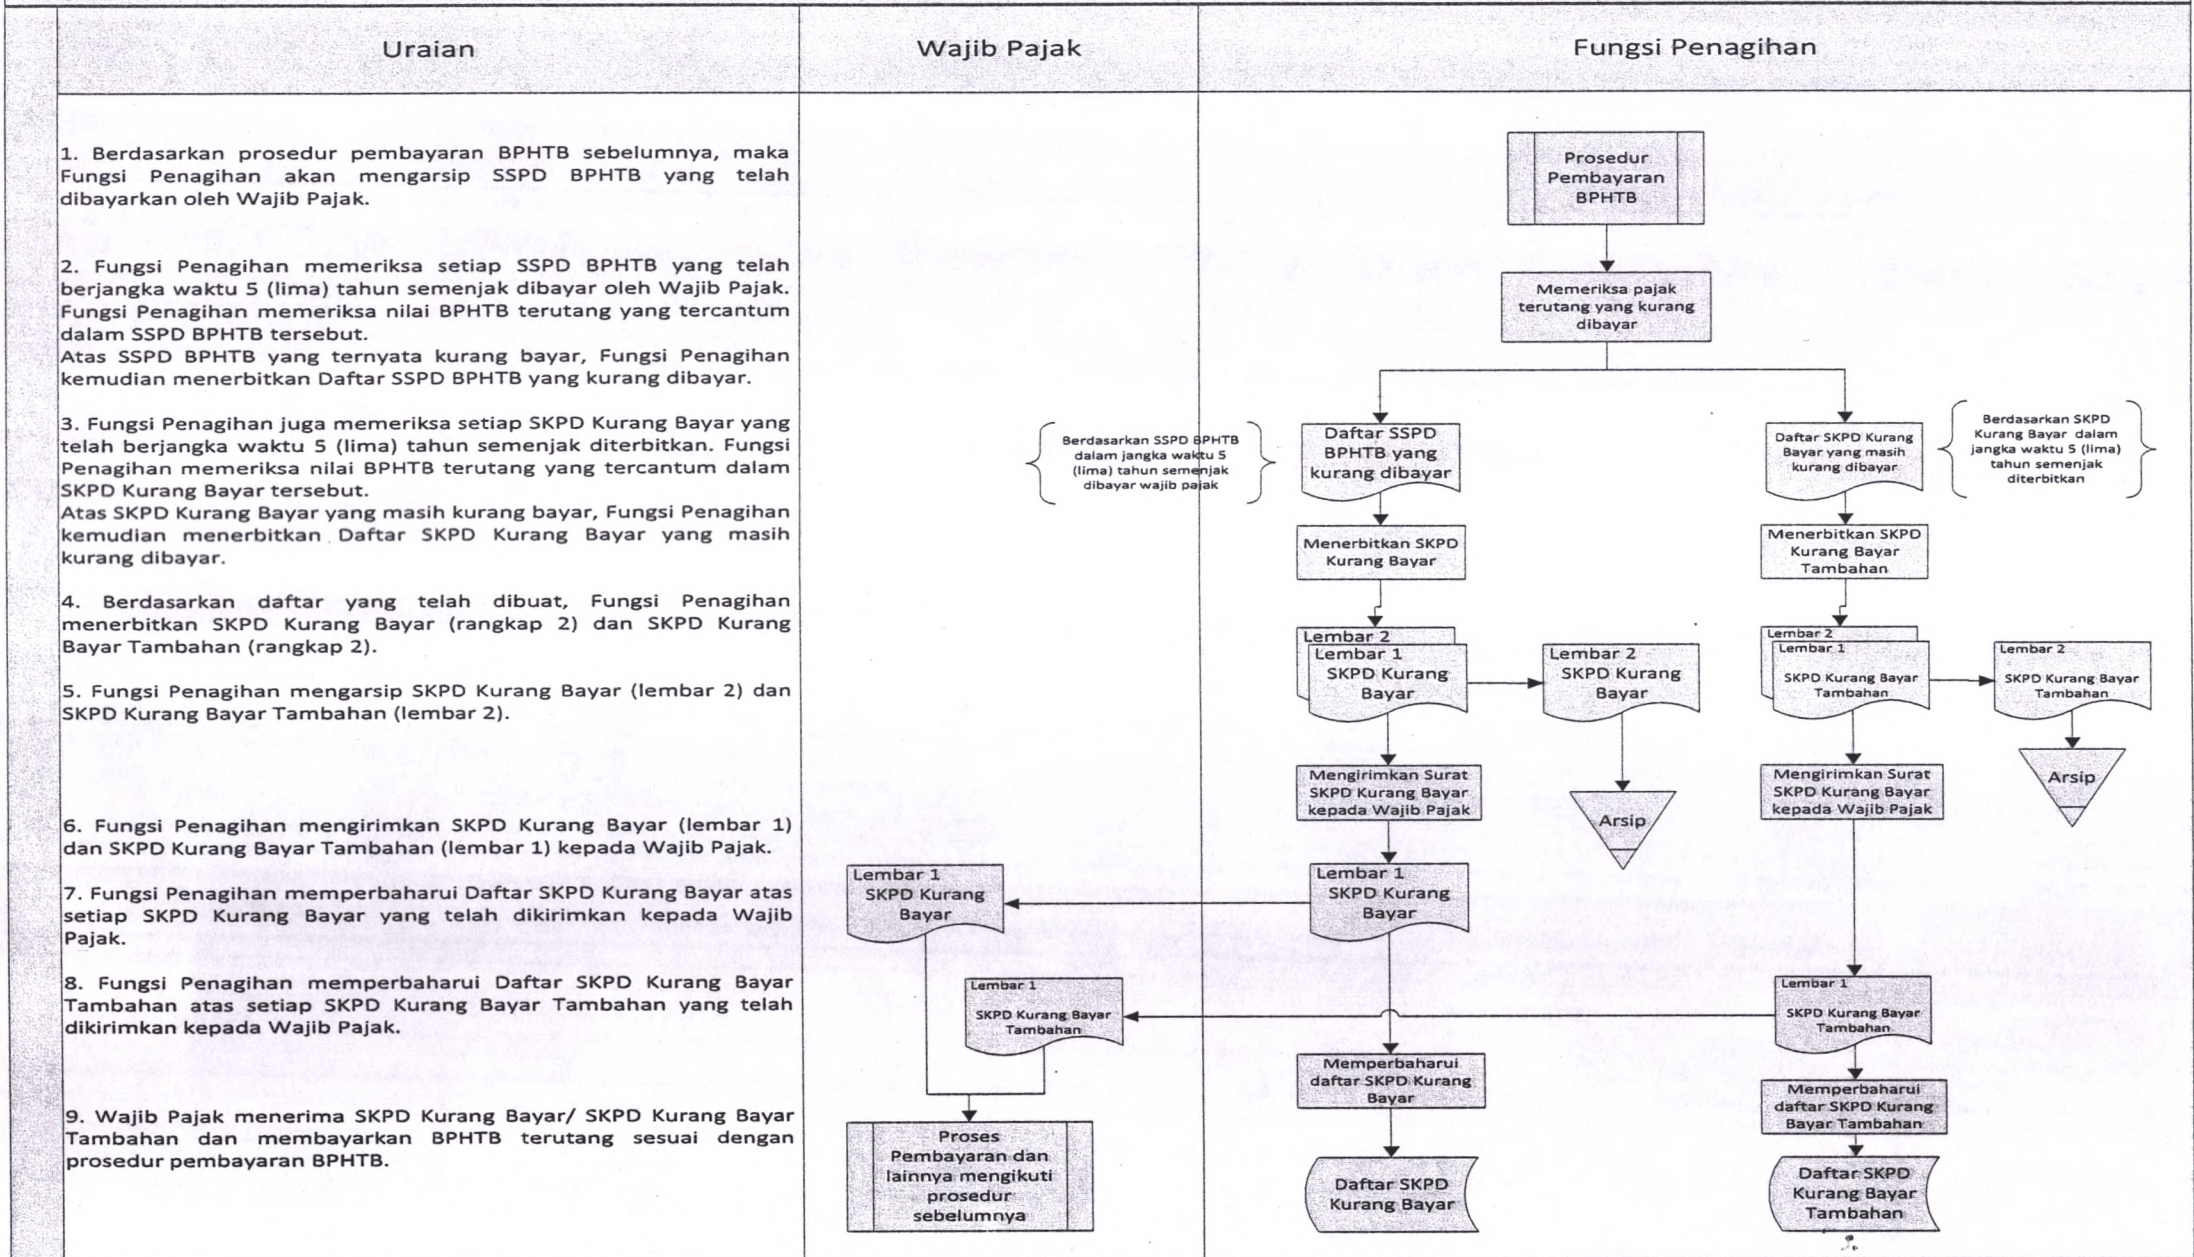 Uraian
Wajib Pajak
Fungsi Penagihan
1. Berdasarkan prosedur pembayaran BPHTB sebelumnya, maka
Fungsi Penagihan akan mengarsip SSPD BPHTB yang telah
dibayarkan oleh Wajib Pajak.
2. Fungsi Penagihan memeriksa setiap SSPD BPHTB yang telah
berjangka waktu 5 (lima) tahun semenjak dibayar oleh Wajib Pajak.
Fungsi Penagihan memeriksa nilai BPHTB terutang yang tercantum
dalam SSPD BPHTB tersebut.
Atas SSPD BPHTB yang ternyata kurang bayar, Fungsi Penagihan
kemudian menerbitkan Daftar SSPD BPHTB yang kurang dibayar.
3. Fungsi Penagihan juga memeriksa setiap SKPD Kurang Bayar yang
telah berjangka waktu 5 (lima) tahun semenjak diterbitkan. Fungsi
Penagihan memeriksa nilai BPHTB terutang yang tercantum dalam
SKPD Kurang Bayar tersebut.
Atas SKPD Kurang Bayar yang masih kurang bayar, Fungsi Penagihan
kemudian menerbitkan Daftar SKPD Kurang Bayar yang masih
kurang dibayar.
4. Berdasarkan daftar yang telah dibuat, Fungsi Penagihan
menerbitkan SKPD Kurang Bayar (rangkap 2) dan SKPD Kurang
Bayar Tambahan (rangkap 2).
5. Fungsi Penagihan mengarsip SKPD Kurang Bayar (lembar 2) dan
SKPD Kurang Bayar Tambahan (lembar 2).
6. Fungsi Penagihan mengirimkan SKPD Kurang Bayar (lembar 1)
dan SKPD Kurang Bayar Tambahan (lembar 1) kepada Wajib Pajak.
7. Fungsi Penagihan memperbaharui Daftar SKPD Kurang Bayar atas
setiap SKPD Kurang Bayar yang telah dikirimkan kepada Wajib
Pajak.
8. Fungsi Penagihan memperbaharui Daftar SKPD Kurang Bayar
Tambahan atas setiap SKPD Kurang Bayar Tambahan yang telah
dikirimkan kepada Wajib Pajak.
9. Wajib Pajak menerima SKPD Kurang Bayar/ SKPD Kurang Bayar
Tambahan dan membayarkan BPHTB terutang sesuai dengan
prosedur pembayaran BPHTB.
Prosedur
Pembayaran
BPHTB
Memeriksa pajak
terutang yang kurang
dibayar
Berdasarkan SSPD BPHTB
dalam jangka waktu 5
(lima) tahun semenjak
dibayar wajib pajak
Daftar SSPD
BPHTB yang
kurang dibayar
Daftar SKPD Kurang
Bayar yang masih
kurang dibayar
Berdasarkan SKPD
Kurang Bayar dalam
jangka waktu 5 (lima)
tahun semenjak
diterbitkan
Menerbitkan SKPD
Kurang Bayar
Menerbitkan SKPD
Kurang Bayar
Tambahan
Lembar 2
Lembar 1
SKPD Kurang
Bayar
Lembar 2
SKPD Kurang
Bayar
Lembar 2
Lembar 1
SKPD Kurang Bayar
Tambahan
Lembar 2
SKPD Kurang Bayar
Tambahan
Mengirimkan Surat
SKPD Kurang Bayar
kepada Wajib Pajak
Arsip
Mengirimkan Surat
SKPD Kurang Bayar
kepada Wajib Pajak
Arsip
Lembar 1
SKPD Kurang
Bayar
Lembar 1
SKPD Kurang
Bayar
Lembar 1
SKPD Kurang Bayar
Tambahan
Lembar 1
SKPD Kurang Bayar
Tambahan
Memperbaharui
daftar SKPD Kurang
Bayar
Memperbaharui
daftar SKPD Kurang
Bayar Tambahan
Proses
Pembayaran dan
lainnya mengikuti
prosedur
sebelumnya
Daftar SKPD
Kurang Bayar
Daftar SKPD
Kurang Bayar
Tambahan